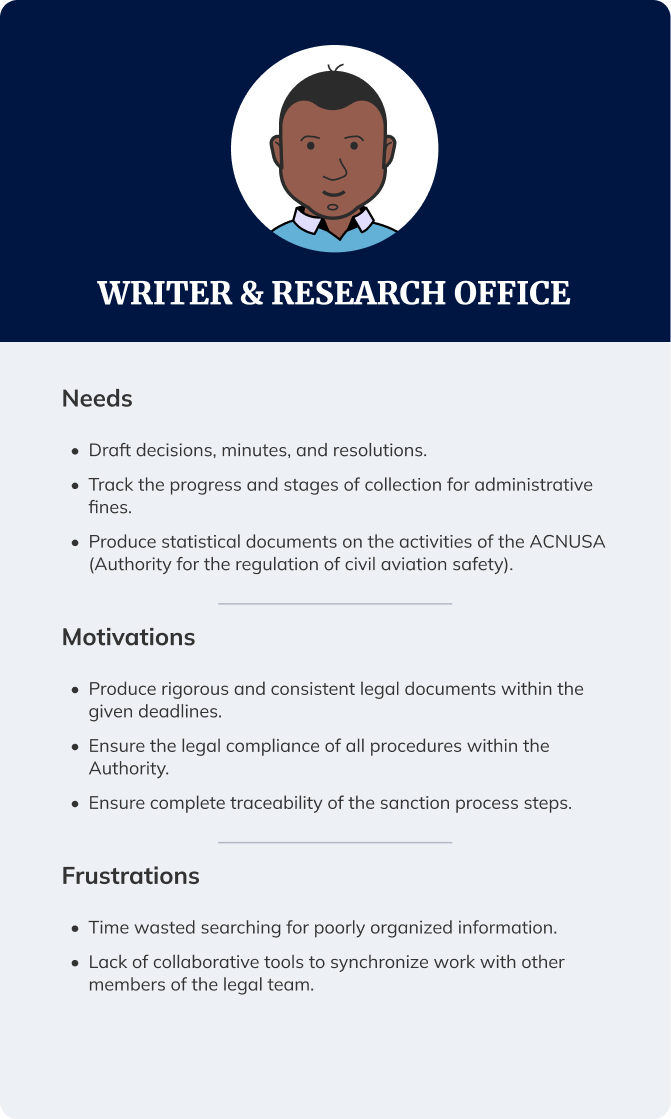 WRITER & RESEARCH OFFICE
Needs
• Draft decisions, minutes, and resolutions.
• Track the progress and stages of collection for administrative
fines.
• Produce statistical documents on the activities of the ACNUSA
(Authority for the regulation of civil aviation safety).
Motivations
• Produce rigorous and consistent legal documents within the
given deadlines.
• Ensure the legal compliance of all procedures within the
Authority.
• Ensure complete traceability of the sanction process steps.
Frustrations
• Time wasted searching for poorly organized information.
• Lack of collaborative tools to synchronize work with other
members of the legal team.